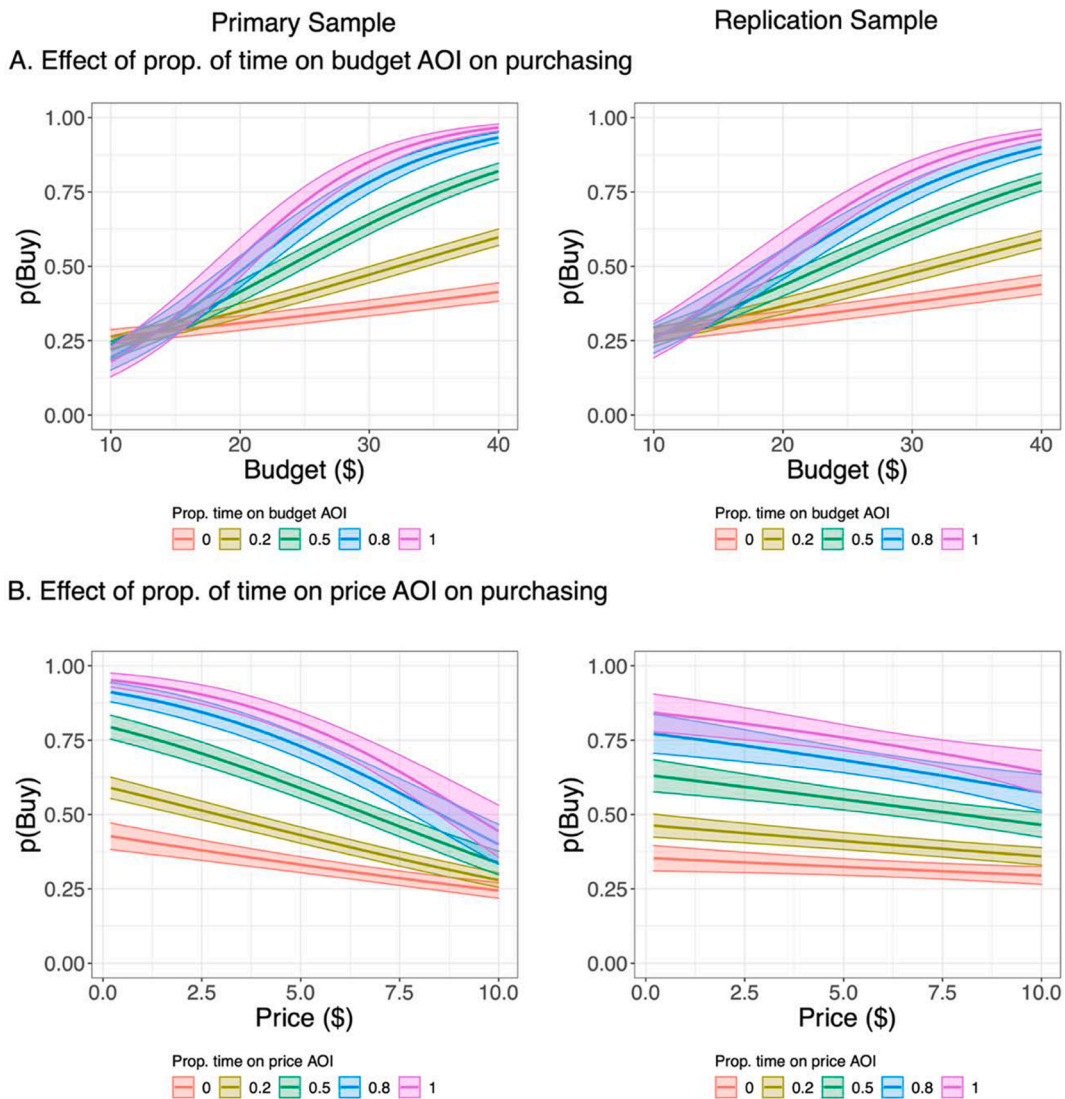 Primary Sample
Replication Sample
A. Effect of prop. of time on budget AOI on purchasing
p(Buy)
1.00
0.75
0.50
0.25
0.00
10 20 30 40
Budget ($)
Prop. time on budget AOI
0 0.2 0.5 0.8 1
p(Buy)
1.00
0.75
0.50
0.25
0.00
10 20 30 40
Budget ($)
Prop. time on budget AOI
0 0.2 0.5 0.8 1
B. Effect of prop. of time on price AOI on purchasing
p(Buy)
1.00
0.75
0.50
0.25
0.00
0.0 2.5 5.0 7.5 10.0
Price ($)
Prop. time on price AOI
0 0.2 0.5 0.8 1
p(Buy)
1.00
0.75
0.50
0.25
0.00
0.0 2.5 5.0 7.5 10.0
Price ($)
Prop. time on price AOI
0 0.2 0.5 0.8 1